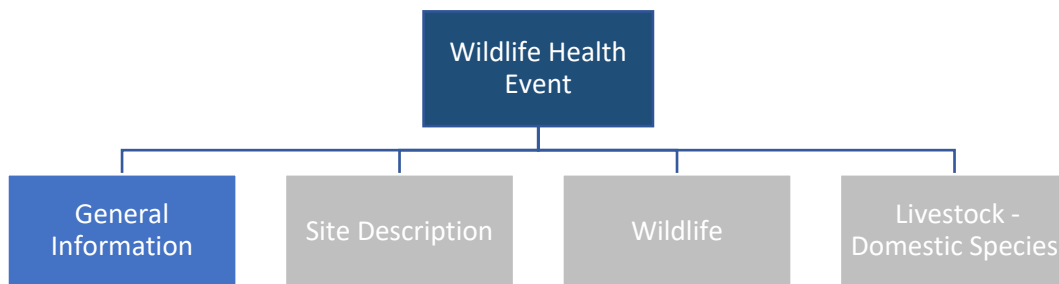 Wildlife Health
Event
General
Information
Site Description
Wildlife
Livestock -
Domestic Species